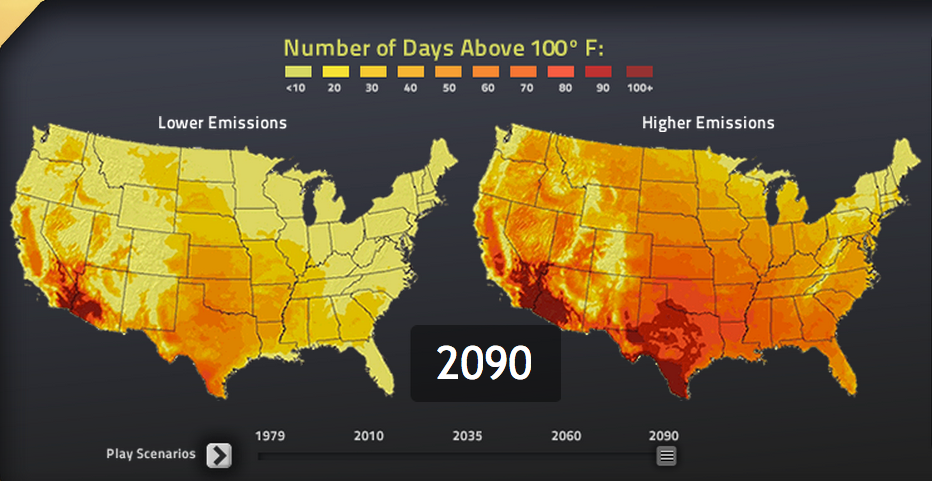 Number of Days Above 100° F:
<10 20 30 40 50 60 70 80 90 100+
Lower Emissions
Higher Emissions
2090
1979 2010 2035 2060 2090
Play Scenarios